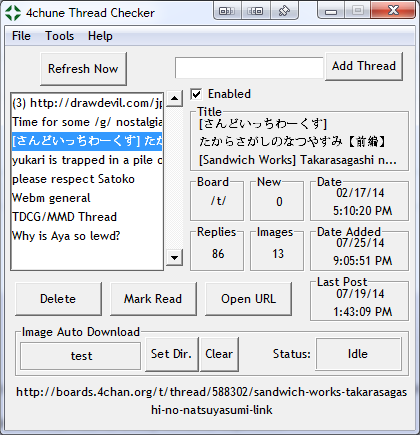 4chune Thread Checker
File Tools Help
Refresh Now
Add Thread
(3) http://drawdevil.com/jp
Time for some /g/ nostalgia
[さんどいっちわーくす] たか
yukari is trapped in a pile o
please respect Satoko
Webm general
TDCG/MMD Thread
Why is Aya so lewd?
Enabled
Title
[さんどいっちわーくす]
たからさがしのなつやすみ【前編】
[Sandwich Works] Takarasagashi n...
Board
/t/
New
0
Date
02/17/14
5:10:20 PM
Replies
86
Images
13
Date Added
07/25/14
9:05:51 PM
Last Post
07/19/14
1:43:09 PM
Delete
Mark Read
Open URL
Image Auto Download
test
Set Dir.
Clear
Status:
Idle
http://boards.4chan.org/t/thread/588302/sandwich-works-takarasagas
hi-no-natsuyasumi-link